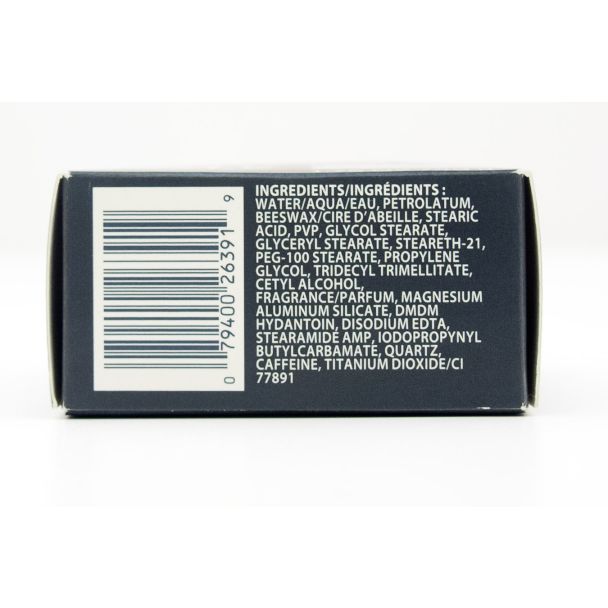 INGREDIENTS/INGRÉDIENTS :
WATER/AQUA/EAU, PETROLATUM,
BEESWAX/CIRE D'ABEILLE, STEARIC
ACID, PVP, GLYCOL STEARATE,
GLYCERYL STEARATE, STEARETH-21,
PEG-100 STEARATE, PROPYLENE
GLYCOL, TRIDECYL TRIMELLITATE,
CETYL ALCOHOL,
FRAGRANCE/PARFUM, MAGNESIUM
ALUMINUM SILICATE, DMDM
HYDANTOIN, DISODIUM EDTA,
STEARAMIDE AMP, IODOPROPYNYL
BUTYLCARBAMATE, QUARTZ,
CAFFEINE, TITANIUM DIOXIDE/CI
77891
0 79400 26391 9